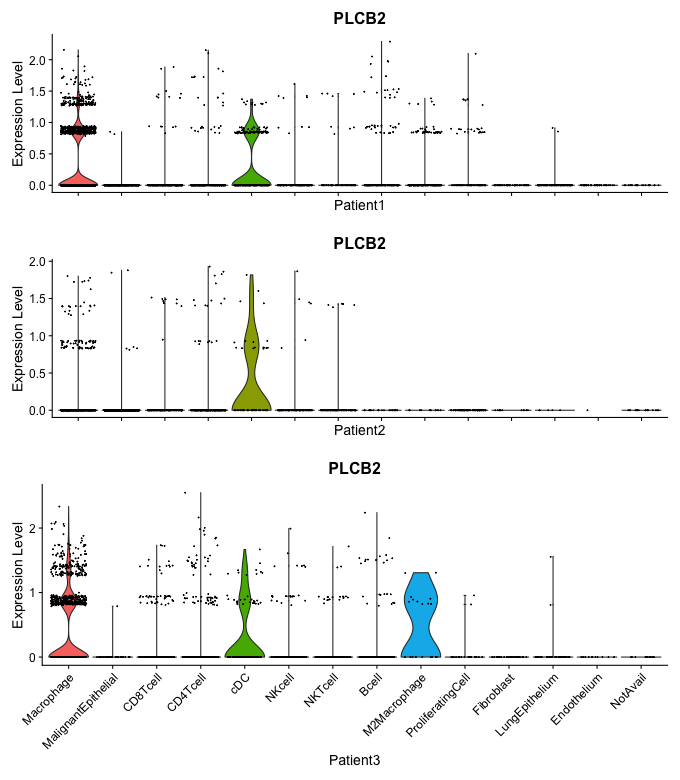 PLCB2
Expression Level
2.0
1.5
1.0
0.5
0.0
Patient1
PLCB2
Expression Level
2.0
1.5
1.0
0.5
0.0
Patient2
PLCB2
Expression Level
2
1
0
Macrophage
MalignantEpithelial
CD8Tcell
CD4Tcell
cDC
NKcell
NKTcell
Bcell
M2Macrophage
ProliferatingCell
Fibroblast
LungEpithelium
Endothelium
NotAvail
Patient3